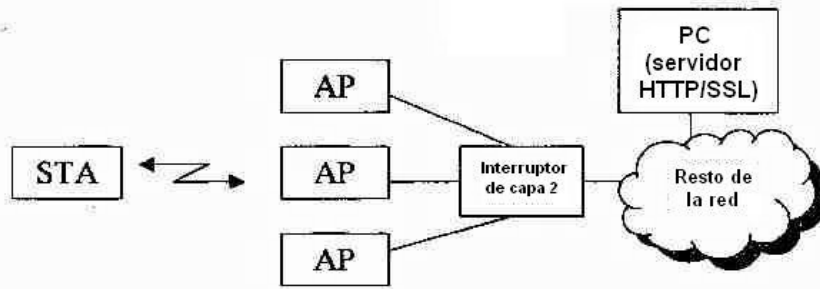 STA
AP
AP
AP
Interruptor
de capa 2
PC
(servidor
HTTP/SSL)
Resto de
la red